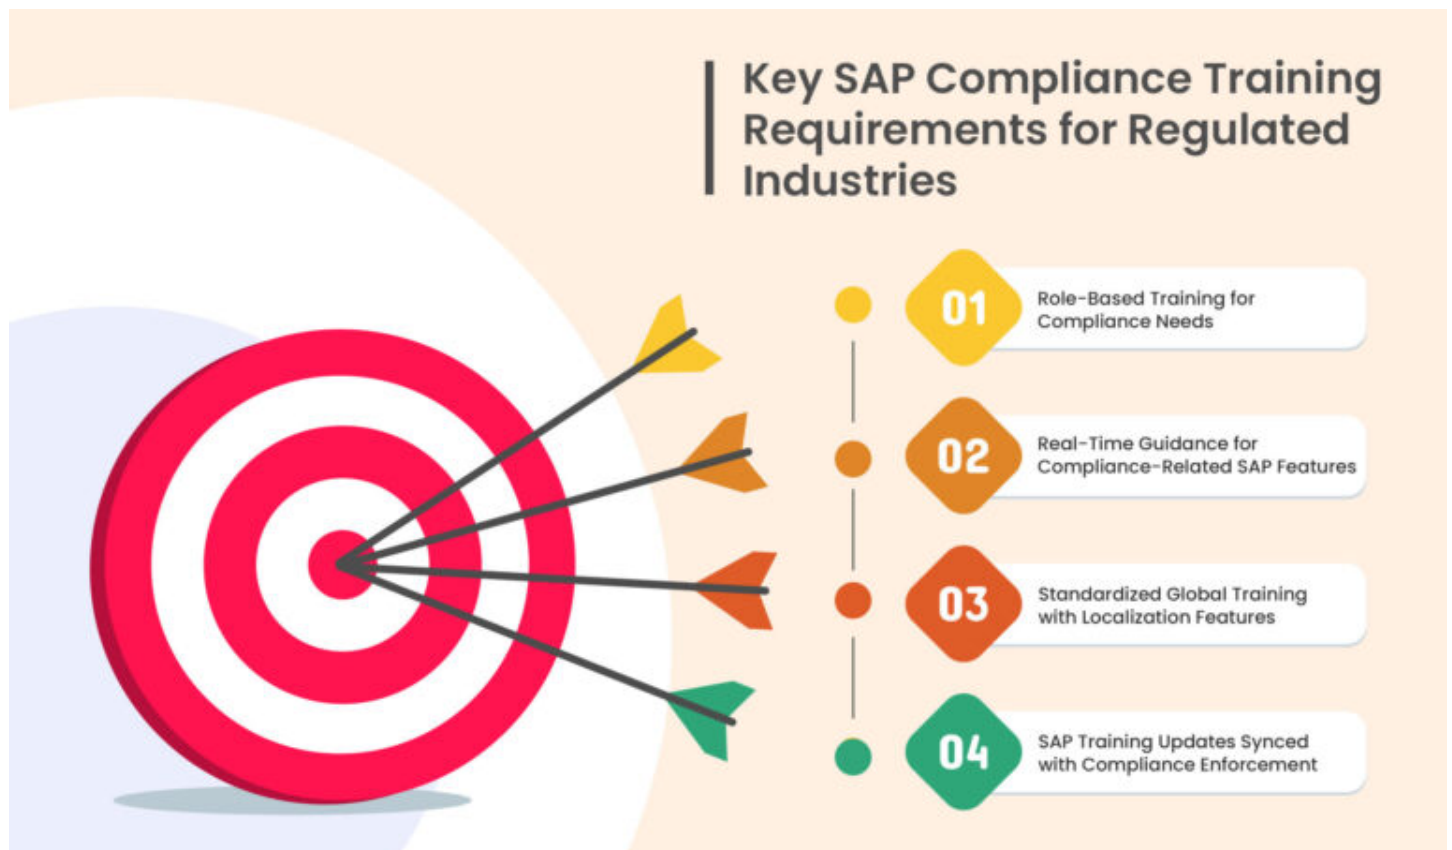 Key SAP Compliance Training
Requirements for Regulated
Industries
01
Role-Based Training for
Compliance Needs
02
Real-Time Guidance for
Compliance-Related SAP Features
03
Standardized Global Training
with Localization Features
04
SAP Training Updates Synced
with Compliance Enforcement